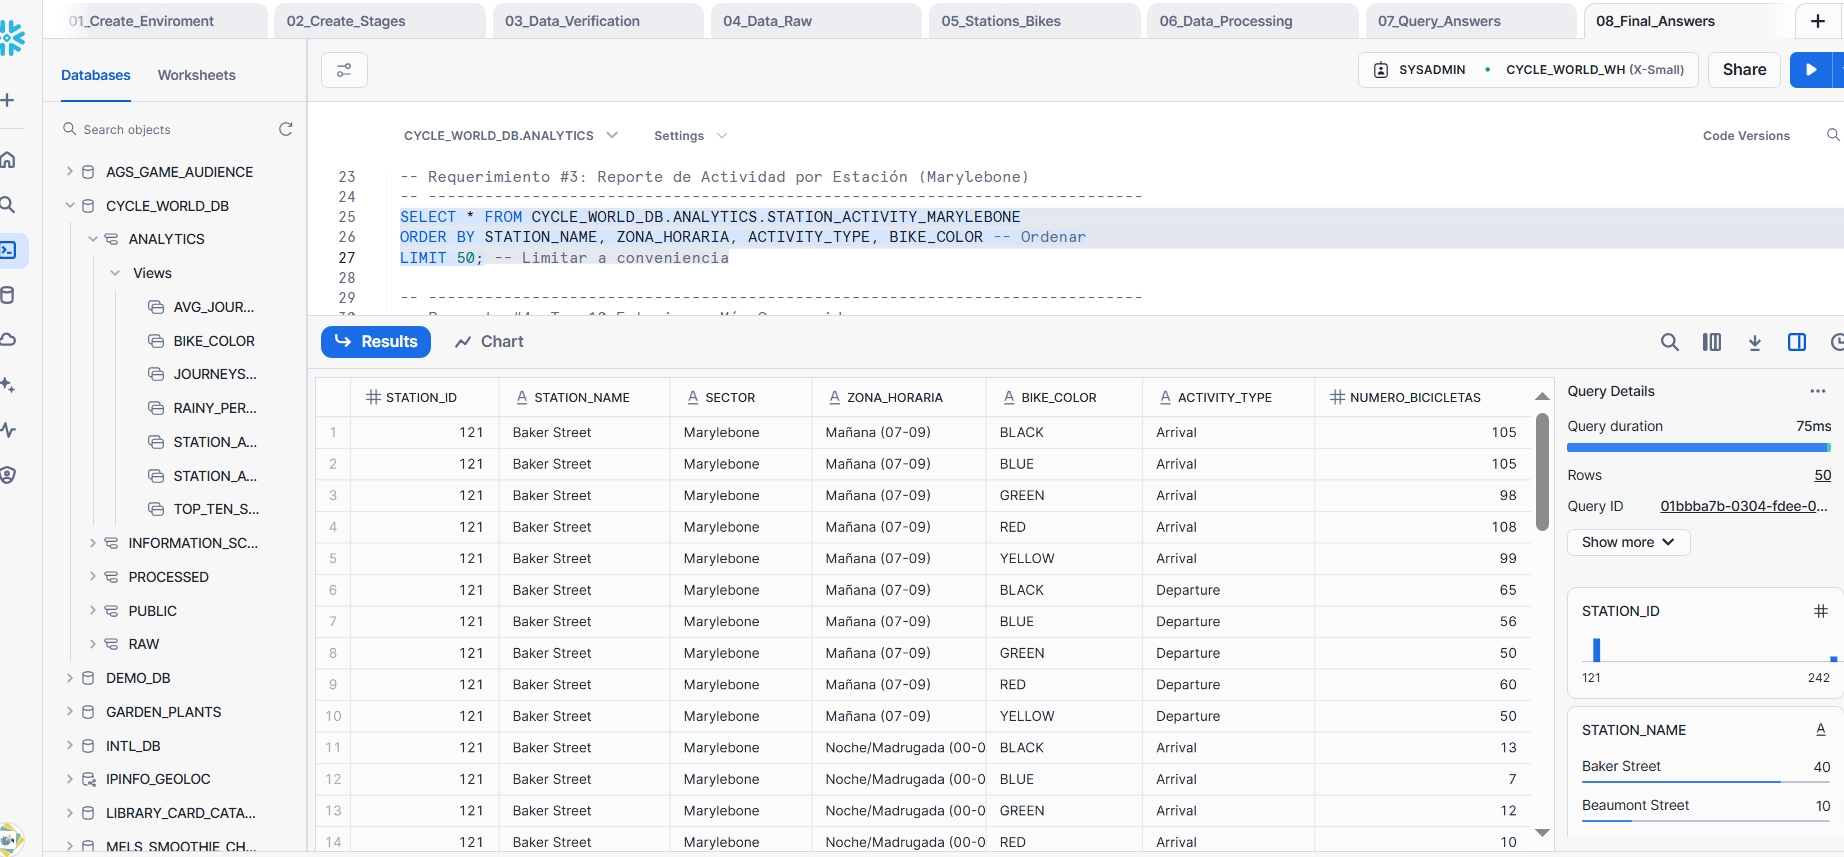 01_Create_Enviroment 02_Create_Stages 03_Data_Verification 04_Data_Raw 05_Stations_Bikes 06_Data_Processing 07_Query_Answers 08_Final_Answers
Databases Worksheets
SYSADMIN • CYCLE_WORLD_WH (X-Small) Share
Search objects
CYCLE_WORLD_DB.ANALYTICS Settings Code Versions
AGS_GAME_AUDIENCE
CYCLE_WORLD_DB
ANALYTICS
Views
AVG_JOUR...
BIKE_COLOR
JOURNEYS...
RAINY_PER...
STATION_A...
STATION_A...
TOP_TEN_S...
INFORMATION_SC...
PROCESSED
PUBLIC
RAW
DEMO_DB
GARDEN_PLANTS
INTL_DB
IPINFO_GEOLOC
LIBRARY_CARD_CATA...
MELS_SMOOTHIE_CH...
23 -- Requerimiento #3: Reporte de Actividad por Estación (Marylebone)
24 -- --------------------------------------------------------------------
25 SELECT * FROM CYCLE_WORLD_DB.ANALYTICS.STATION_ACTIVITY_MARYLEBONE
26 ORDER BY STATION_NAME, ZONA_HORARIA, ACTIVITY_TYPE, BIKE_COLOR -- Ordenar
27 LIMIT 50; -- Limitar a conveniencia
28
29 -- --------------------------------------------------------------------
Results Chart
STATION_ID STATION_NAME SECTOR ZONA_HORARIA BIKE_COLOR ACTIVITY_TYPE NUMERO_BICICLETAS
1 121 Baker Street Marylebone Mañana (07-09) BLACK Arrival 105
2 121 Baker Street Marylebone Mañana (07-09) BLUE Arrival 105
3 121 Baker Street Marylebone Mañana (07-09) GREEN Arrival 98
4 121 Baker Street Marylebone Mañana (07-09) RED Arrival 108
5 121 Baker Street Marylebone Mañana (07-09) YELLOW Arrival 99
6 121 Baker Street Marylebone Mañana (07-09) BLACK Departure 65
7 121 Baker Street Marylebone Mañana (07-09) BLUE Departure 56
8 121 Baker Street Marylebone Mañana (07-09) GREEN Departure 50
9 121 Baker Street Marylebone Mañana (07-09) RED Departure 60
10 121 Baker Street Marylebone Mañana (07-09) YELLOW Departure 50
11 121 Baker Street Marylebone Noche/Madrugada (00-0 BLACK Arrival 13
12 121 Baker Street Marylebone Noche/Madrugada (00-0 BLUE Arrival 7
13 121 Baker Street Marylebone Noche/Madrugada (00-0 GREEN Arrival 12
14 121 Baker Street Marylebone Noche/Madrugada (00-0 RED Arrival 10
Query Details ...
Query duration 75ms
Rows 50
Query ID 01bbba7b-0304-fdee-0...
Show more
STATION_ID
121 242
STATION_NAME
Baker Street 40
Beaumont Street 10